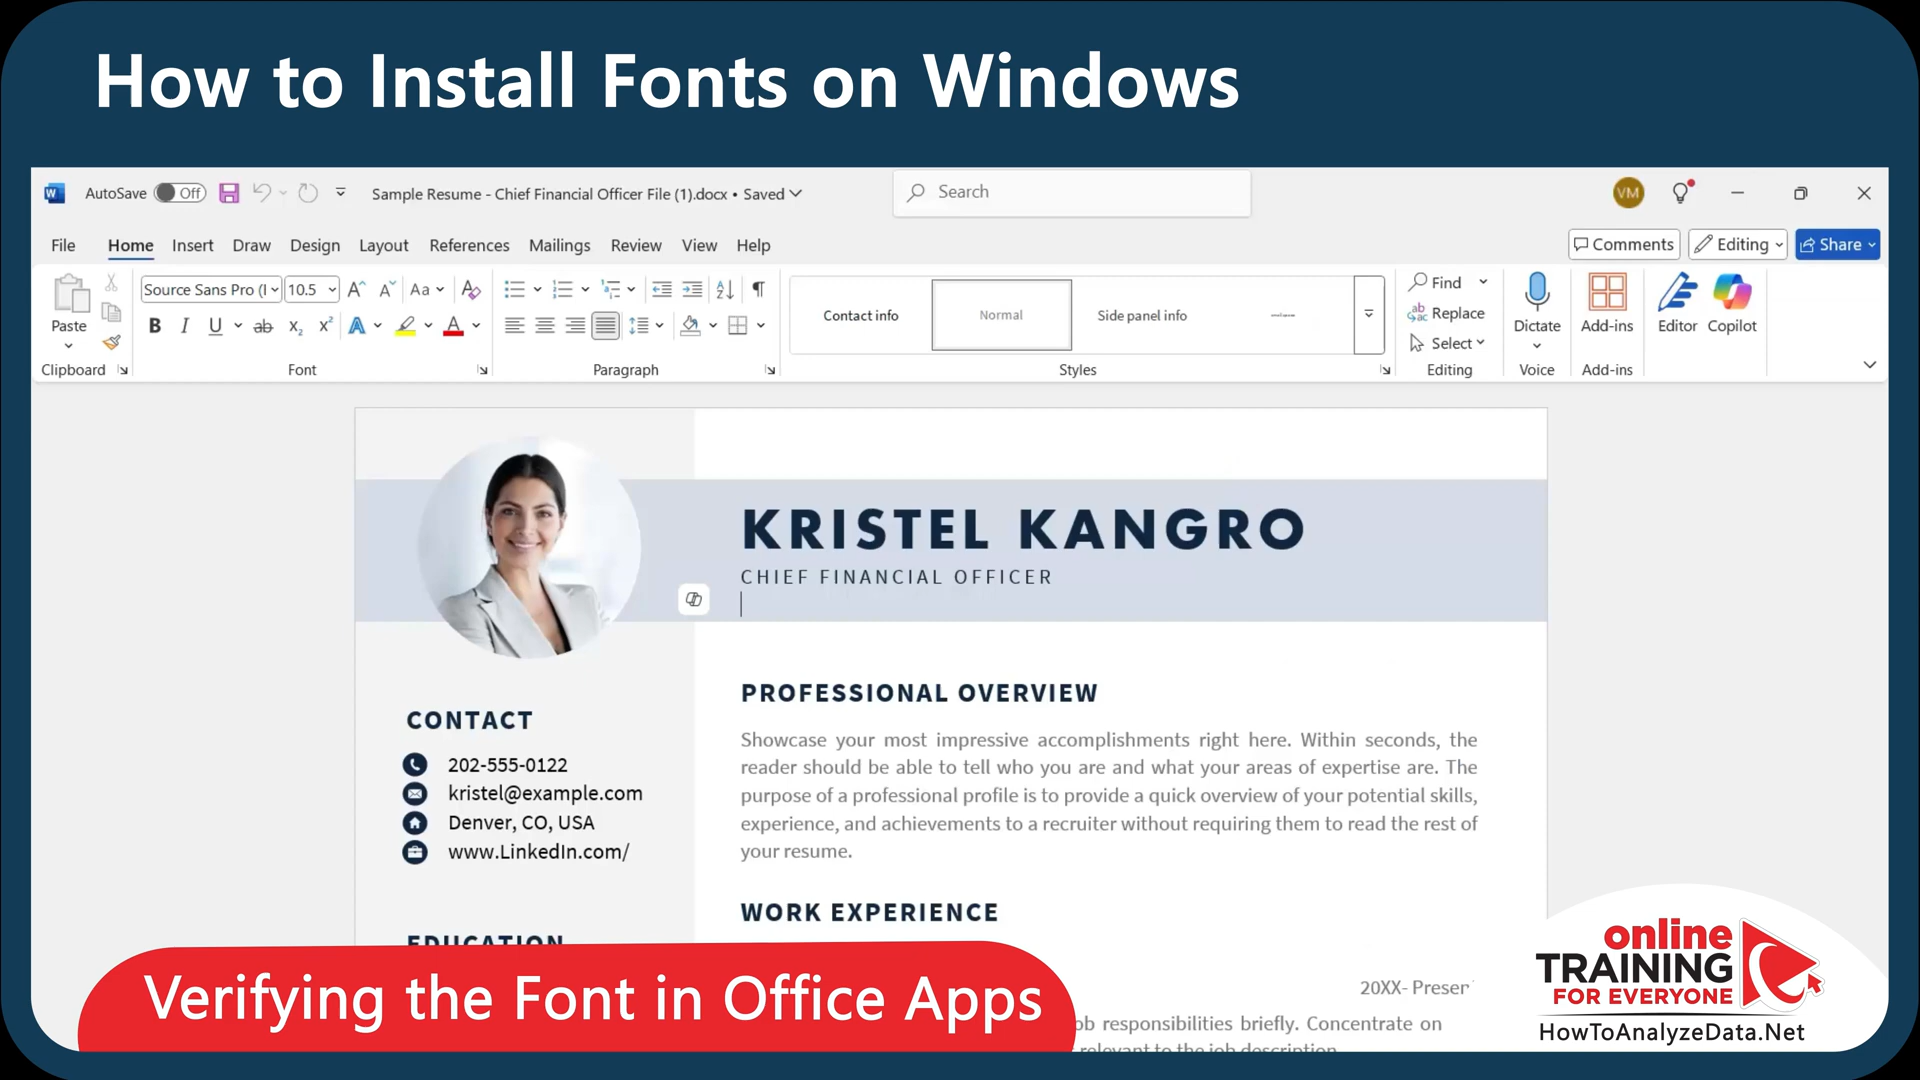 How to Install Fonts on Windows
AutoSave Off
Sample Resume - Chief Financial Officer File (1).docx • Saved
Search
VM
File Home Insert Draw Design Layout References Mailings Review View Help
Comments Editing Share
Paste
Clipboard
Source Sans Pro (I 10.5
Font
Paragraph
Contact info
Normal
Side panel info
Styles
Find
Replace
Select
Editing
Dictate
Voice
Add-ins
Add-ins
Editor
Copilot
KRISTEL KANGRO
CHIEF FINANCIAL OFFICER
CONTACT
202-555-0122
kristel@example.com
Denver, CO, USA
www.LinkedIn.com/
EDUCATION
PROFESSIONAL OVERVIEW
Showcase your most impressive accomplishments right here. Within seconds, the
reader should be able to tell who you are and what your areas of expertise are. The
purpose of a professional profile is to provide a quick overview of your potential skills,
experience, and achievements to a recruiter without requiring them to read the rest of
your resume.
WORK EXPERIENCE
20XX- Presen
ob responsibilities briefly. Concentrate on
relevant to the job description
Verifying the Font in Office Apps
online
TRAINING
FOR EVERYONE
HowToAnalyzeData.Net